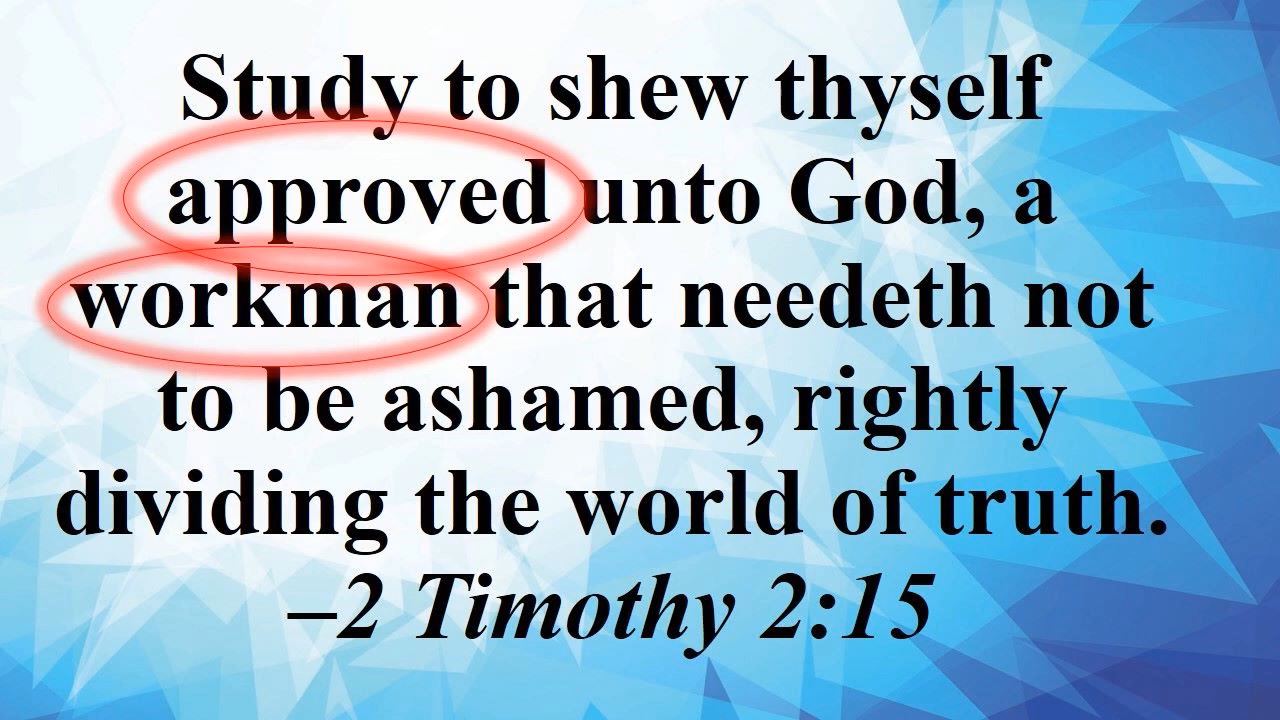 Study to shew thyself
approved unto God, a
workman that needeth not
to be ashamed, rightly
dividing the world of truth.
–2 Timothy 2:15